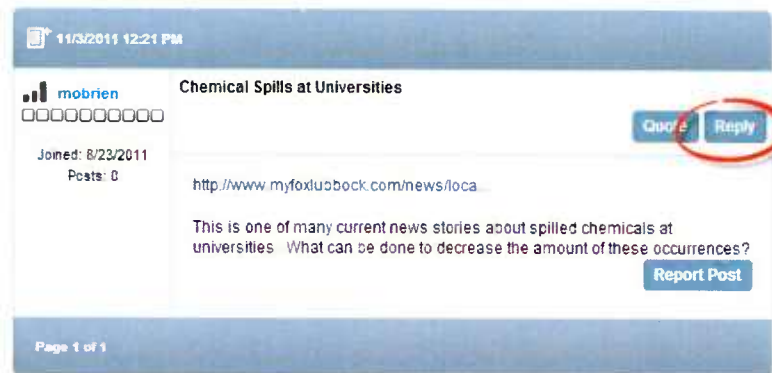 11/3/2011 12:21 PM
mobrien
Chemical Spills at Universities
Quote Reply
Joined: 8/23/2011
Posts: 0
http://www.myfoxlubbock.com/news/loca...
This is one of many current news stories about spilled chemicals at
universities. What can be done to decrease the amount of these occurrences?
Report Post
Page 1 of 1